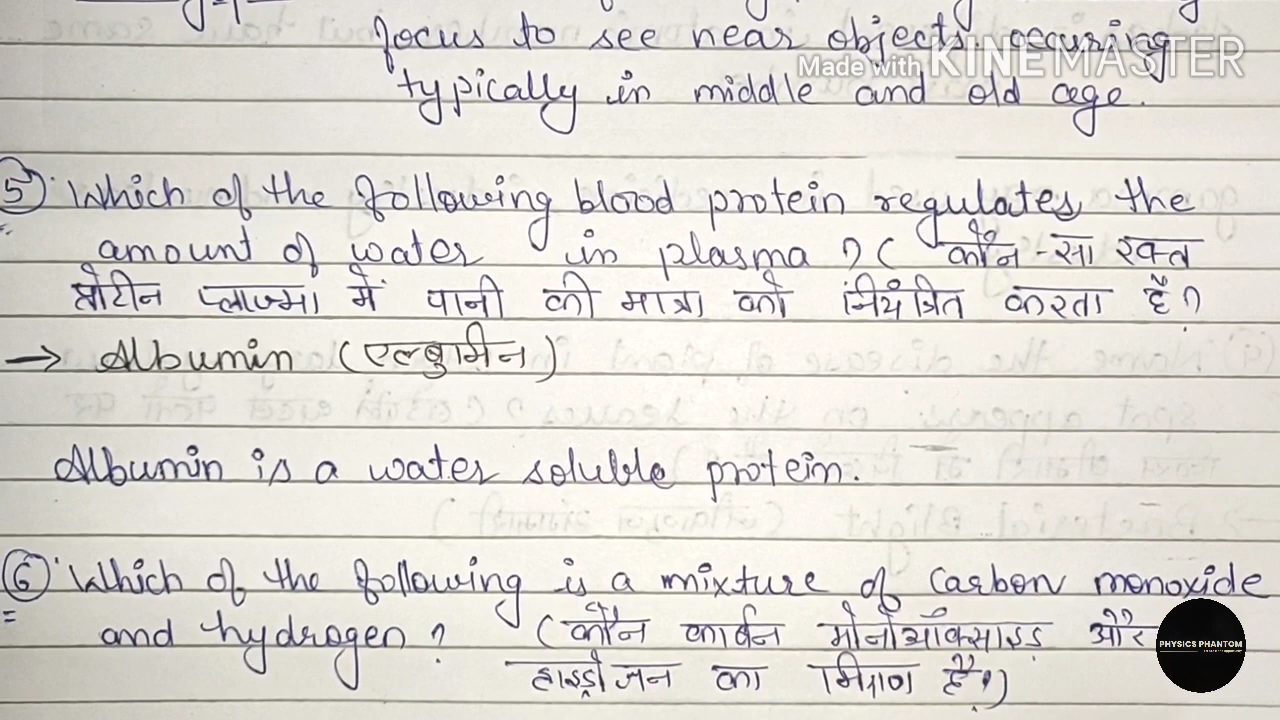 focus to see near objects, occuring
Made with KINEMASTER
typically in middle and old age.
5 Which of the following blood protein regulates the
amount of water in plasma ? ( कौन-सा रक्त
प्रोटीन प्लाज्मा में पानी की मात्रा को नियंत्रित करता है?
→ Albumin (एल्बुमिन)
Albumin is a water soluble protein.
6 Which of the following is a mixture of carbon monoxide
and hydrogen ? (कौन कार्बन मोनोऑक्साइड और
हाइड्रोजन का मिश्रण है?)
PHYSICS PHANTOM